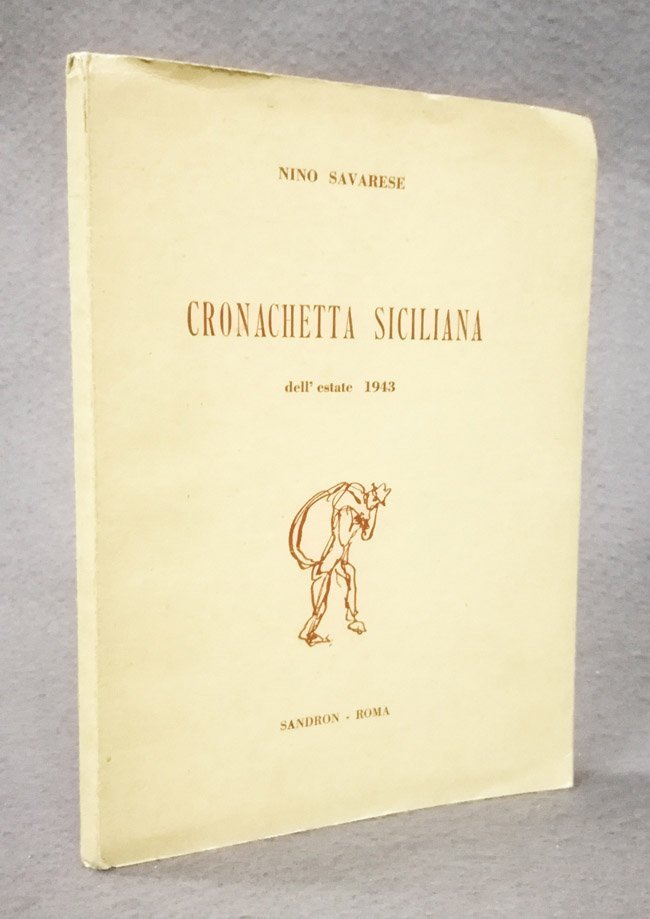 NINO SAVARESE
CRONACHETTA SICILIANA
dell' estate 1943
SANDRON - ROMA